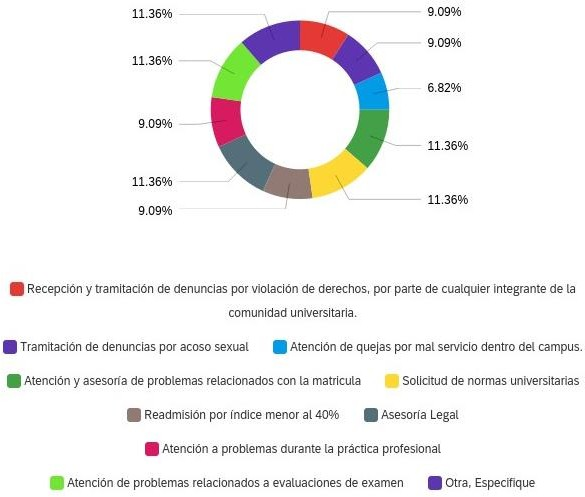 11.36%
9.09%
11.36%
9.09%
6.82%
9.09%
11.36%
11.36%
11.36%
9.09%
Recepción y tramitación de denuncias por violación de derechos, por parte de cualquier integrante de la
comunidad universitaria.
Tramitación de denuncias por acoso sexual
Atención de quejas por mal servicio dentro del campus.
Atención y asesoría de problemas relacionados con la matricula
Solicitud de normas universitarias
Readmisión por índice menor al 40%
Asesoría Legal
Atención a problemas durante la práctica profesional
Atención de problemas relacionados a evaluaciones de examen
Otra, Especifique